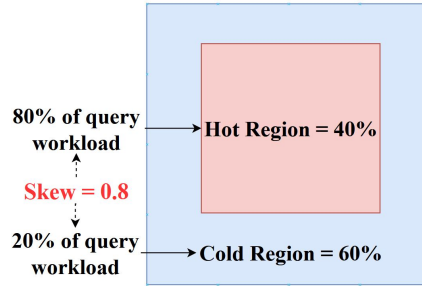 80% of query
workload
Hot Region = 40%
Skew = 0.8
20% of query
workload
Cold Region = 60%